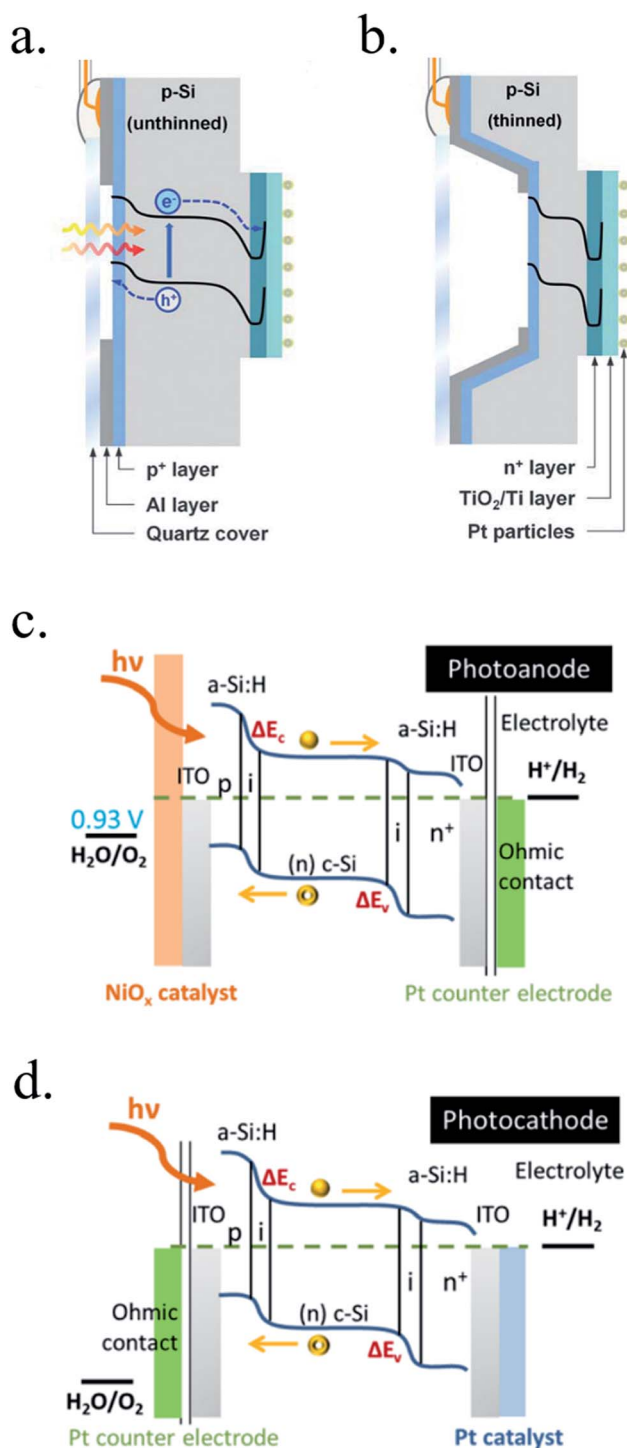 a.
p-Si
(unthinned)
e-
h+
p+ layer
Al layer
Quartz cover
b.
p-Si
(thinned)
n+ layer
TiO2/Ti layer
Pt particles
c.
hν
a-Si:H
Photoanode
ΔEc
a-Si:H
Electrolyte
ITO
p
i
ITO
H+/H2
0.93 V
H2O/O2
(n) c-Si
i
n+
Ohmic
contact
ΔEv
NiOx catalyst
Pt counter electrode
d.
hν
a-Si:H
Photocathode
ΔEc
a-Si:H
Electrolyte
ITO
p
i
ITO
H+/H2
Ohmic
contact
(n) c-Si
i
n+
ΔEv
H2O/O2
Pt counter electrode
Pt catalyst